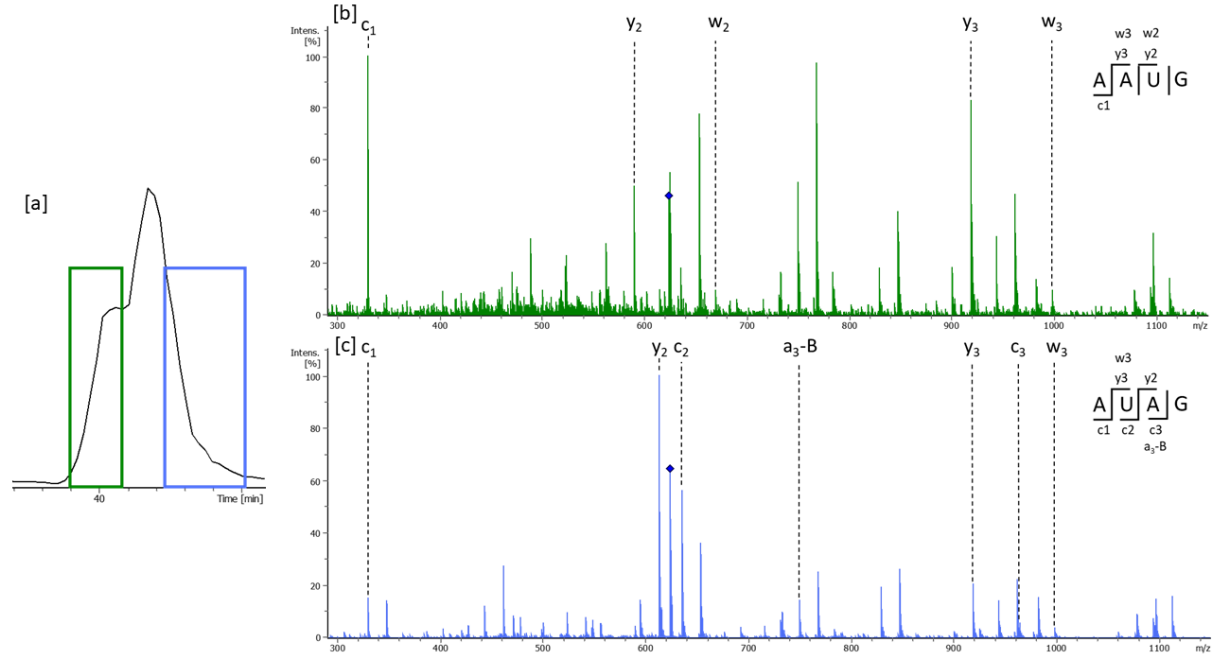 [a]
40
Time [min]
[b]
Intens.
[%]
100
80
60
40
20
0
c1
y2
w2
y3
w3
w3 w2
y3 y2
A A U G
c1
300 400 500 600 700 800 900 1000 1100 m/z
[c]
Intens.
[%]
100
80
60
40
20
0
c1
y2
c2
a3-B
y3
c3
w3
w3
y3 y2
A U A G
c1 c2 c3
a3-B
300 400 500 600 700 800 900 1000 1100 m/z